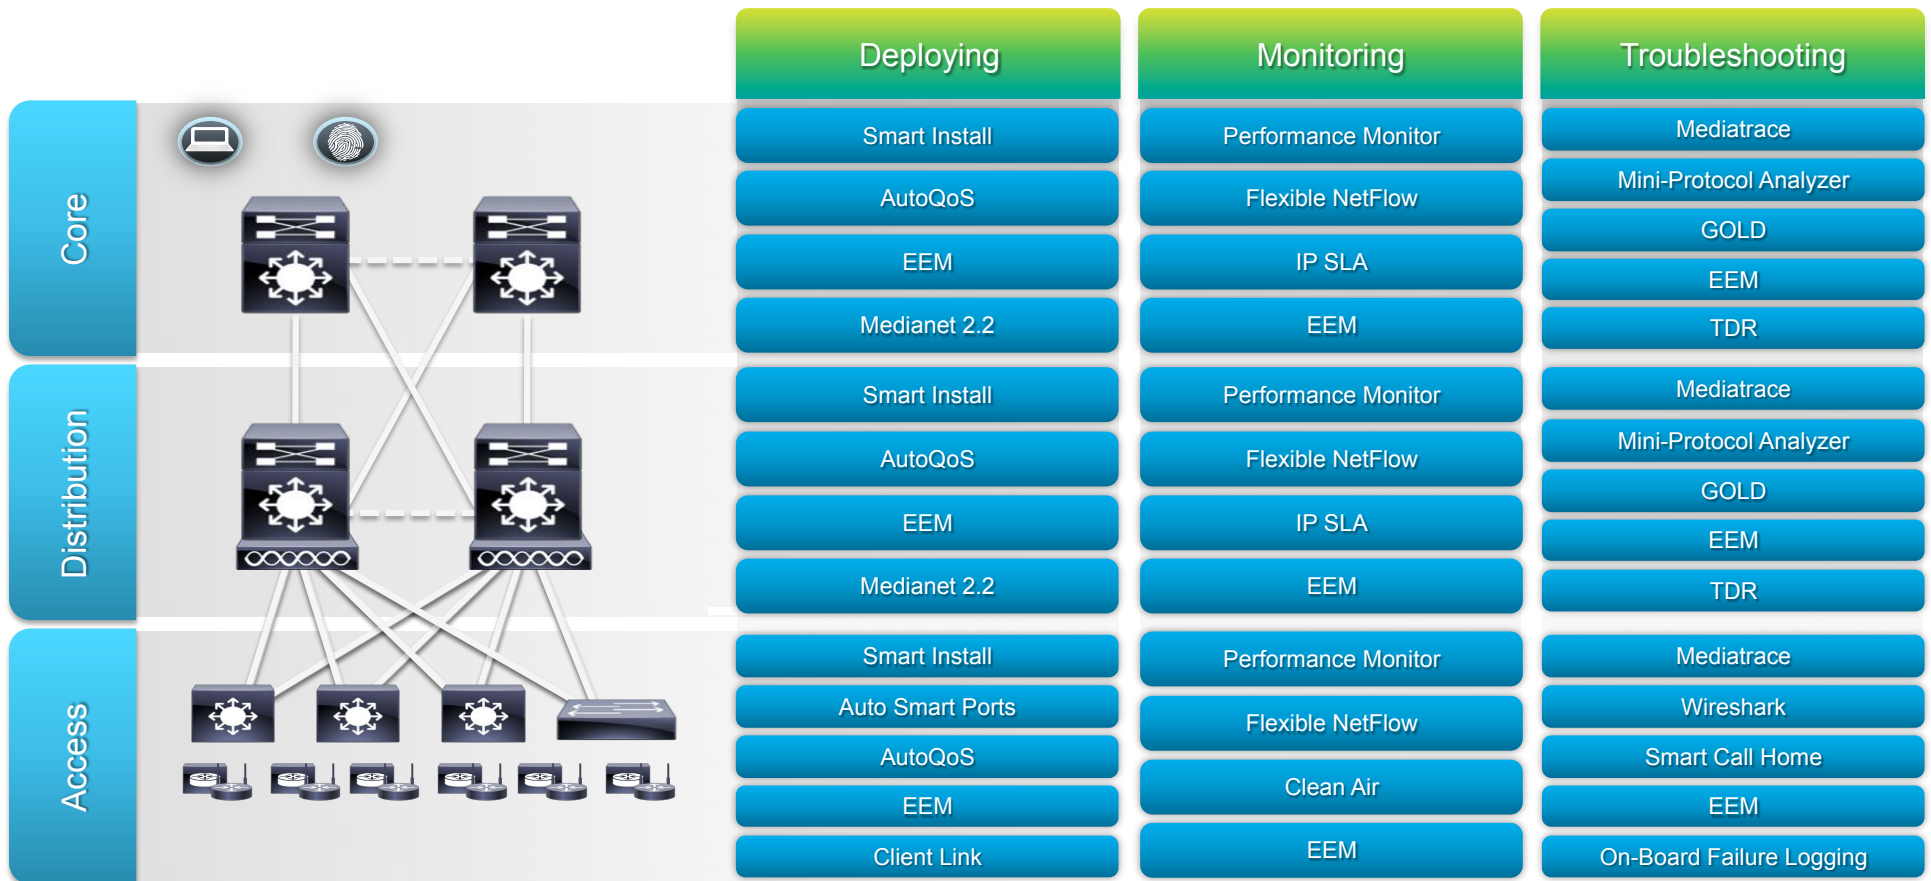 Deploying
Monitoring
Troubleshooting
Core
Smart Install
AutoQoS
EEM
Medianet 2.2
Performance Monitor
Flexible NetFlow
IP SLA
EEM
Mediatrace
Mini-Protocol Analyzer
GOLD
EEM
TDR
Distribution
Smart Install
AutoQoS
EEM
Medianet 2.2
Performance Monitor
Flexible NetFlow
IP SLA
EEM
Mediatrace
Mini-Protocol Analyzer
GOLD
EEM
TDR
Access
Smart Install
Auto Smart Ports
AutoQoS
EEM
Client Link
Performance Monitor
Flexible NetFlow
Clean Air
EEM
Mediatrace
Wireshark
Smart Call Home
EEM
On-Board Failure Logging